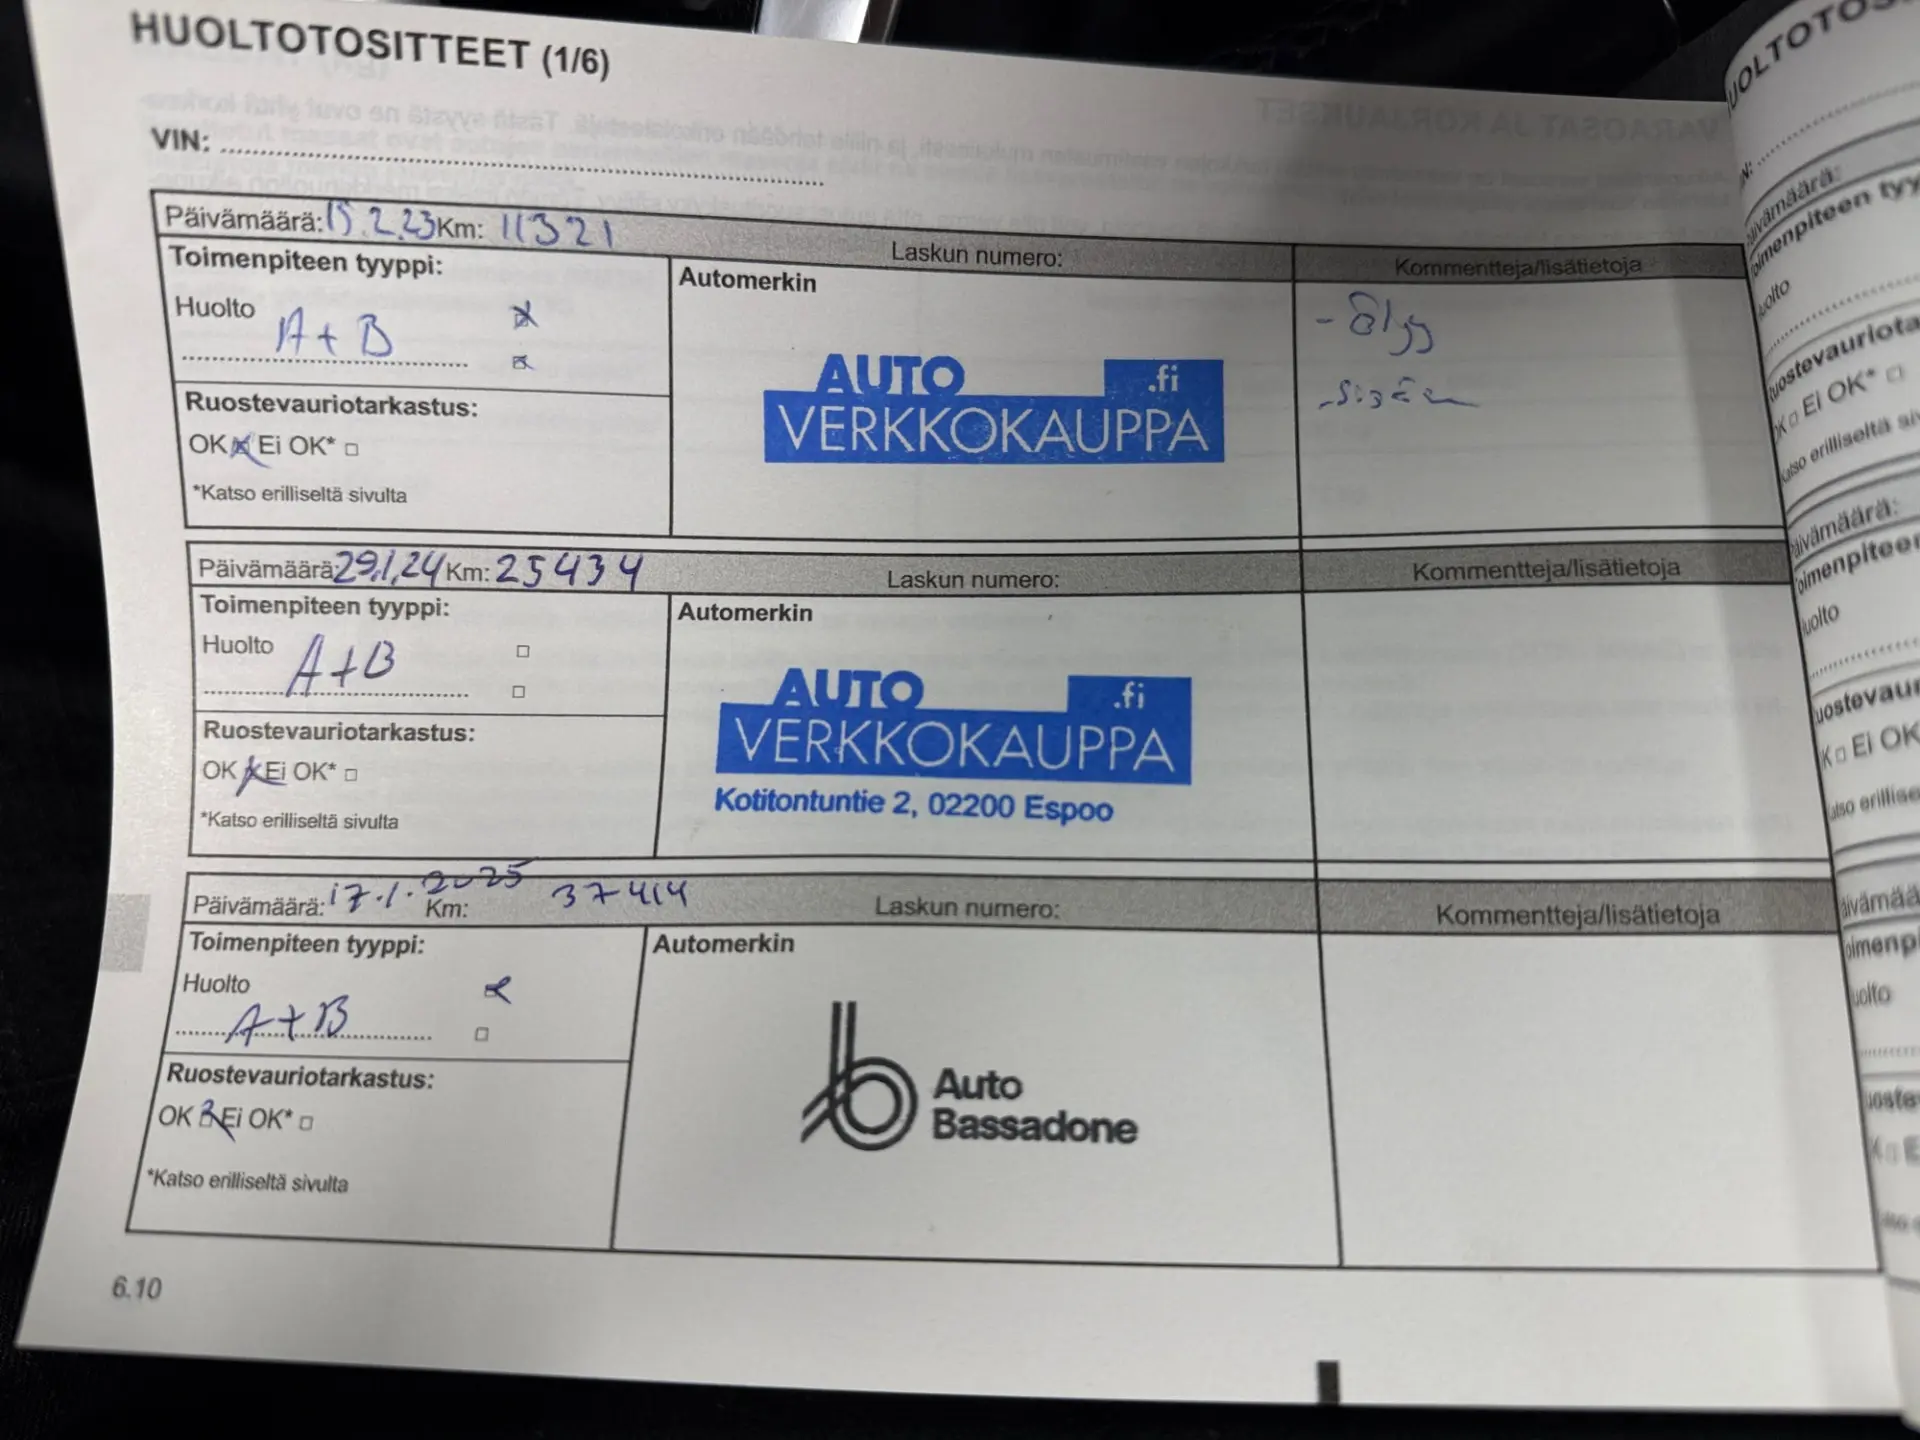 HUOLTOTOSITTEET (1/6)
VIN:
Päivämäärä: 15.2.23 Km: 11321 Laskun numero: Kommentteja/lisätietoja
Toimenpiteen tyyppi:
Huolto
A+B
Ruostevauriotarkastus:
OK Ei OK*
*Katso erilliseltä sivulta
Automerkin
AUTO .fi
VERKKOKAUPPA
- Öljy
Päivämäärä: 29.1.24 Km: 25434 Laskun numero: Kommentteja/lisätietoja
Toimenpiteen tyyppi:
Huolto
A+B
Ruostevauriotarkastus:
OK Ei OK*
*Katso erilliseltä sivulta
Automerkin
AUTO .fi
VERKKOKAUPPA
Kotitontuntie 2, 02200 Espoo
Päivämäärä: 17.1.2025 Km: 37414 Laskun numero: Kommentteja/lisätietoja
Toimenpiteen tyyppi:
Huolto
A+B
Ruostevauriotarkastus:
OK Ei OK*
*Katso erilliseltä sivulta
Automerkin
Auto
Bassadone
6.10